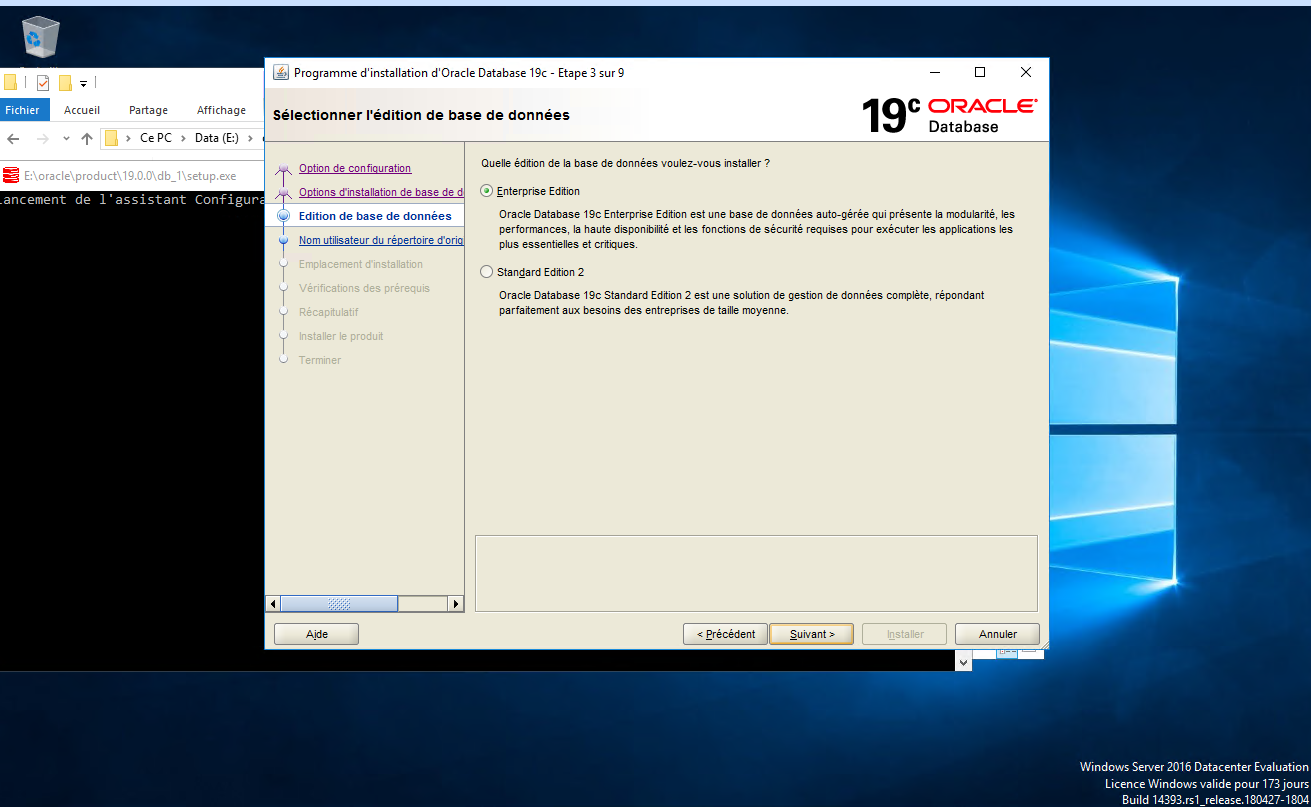 Programme d'installation d'Oracle Database 19c - Etape 3 sur 9
Fichier
Accueil
Partage
Affichage
Ce PC
Data (E:)
E:\oracle\product\19.0.0\db_1\setup.exe
Sélectionner l'édition de base de données
19c ORACLE
Database
Option de configuration
Options d'installation de base de
Edition de base de données
Nom utilisateur du répertoire d'orig
Emplacement d'installation
Vérifications des prérequis
Récapitulatif
Installer le produit
Terminer
Quelle édition de la base de données voulez-vous installer ?
Enterprise Edition
Oracle Database 19c Enterprise Edition est une base de données auto-gérée qui présente la modularité, les
performances, la haute disponibilité et les fonctions de sécurité requises pour exécuter les applications les
plus essentielles et critiques.
Standard Edition 2
Oracle Database 19c Standard Edition 2 est une solution de gestion de données complète, répondant
parfaitement aux besoins des entreprises de taille moyenne.
ancement de l'assistant Configura
Aide
< Précédent
Suivant >
Installer
Annuler
Windows Server 2016 Datacenter Evaluation
Licence Windows valide pour 173 jours
Build 14393.rs1_release.180427-1804